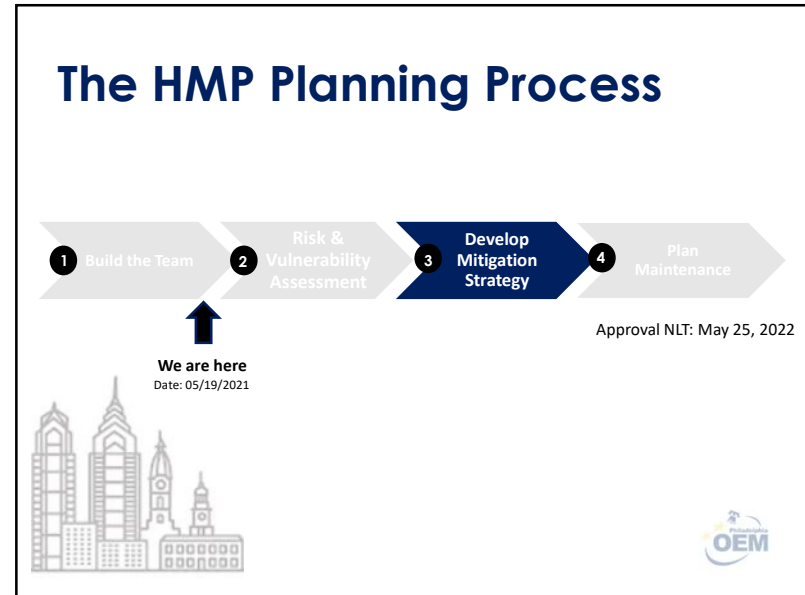 The HMP Planning Process
1 Build the Team
2 Risk &
Vulnerability
Assessment
3 Develop
Mitigation
Strategy
4 Plan
Maintenance
Approval NLT: May 25, 2022
We are here
Date: 05/19/2021
Philadelphia
OEM